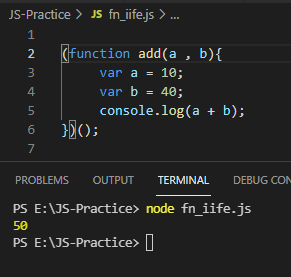 JS-Practice > JS fn_iife.js > ...
1
2 (function add(a , b){
3     var a = 10;
4     var b = 40;
5     console.log(a + b);
6 })();
7
PROBLEMS OUTPUT TERMINAL DEBUG CON
PS E:\JS-Practice> node fn_iife.js
50
PS E:\JS-Practice>